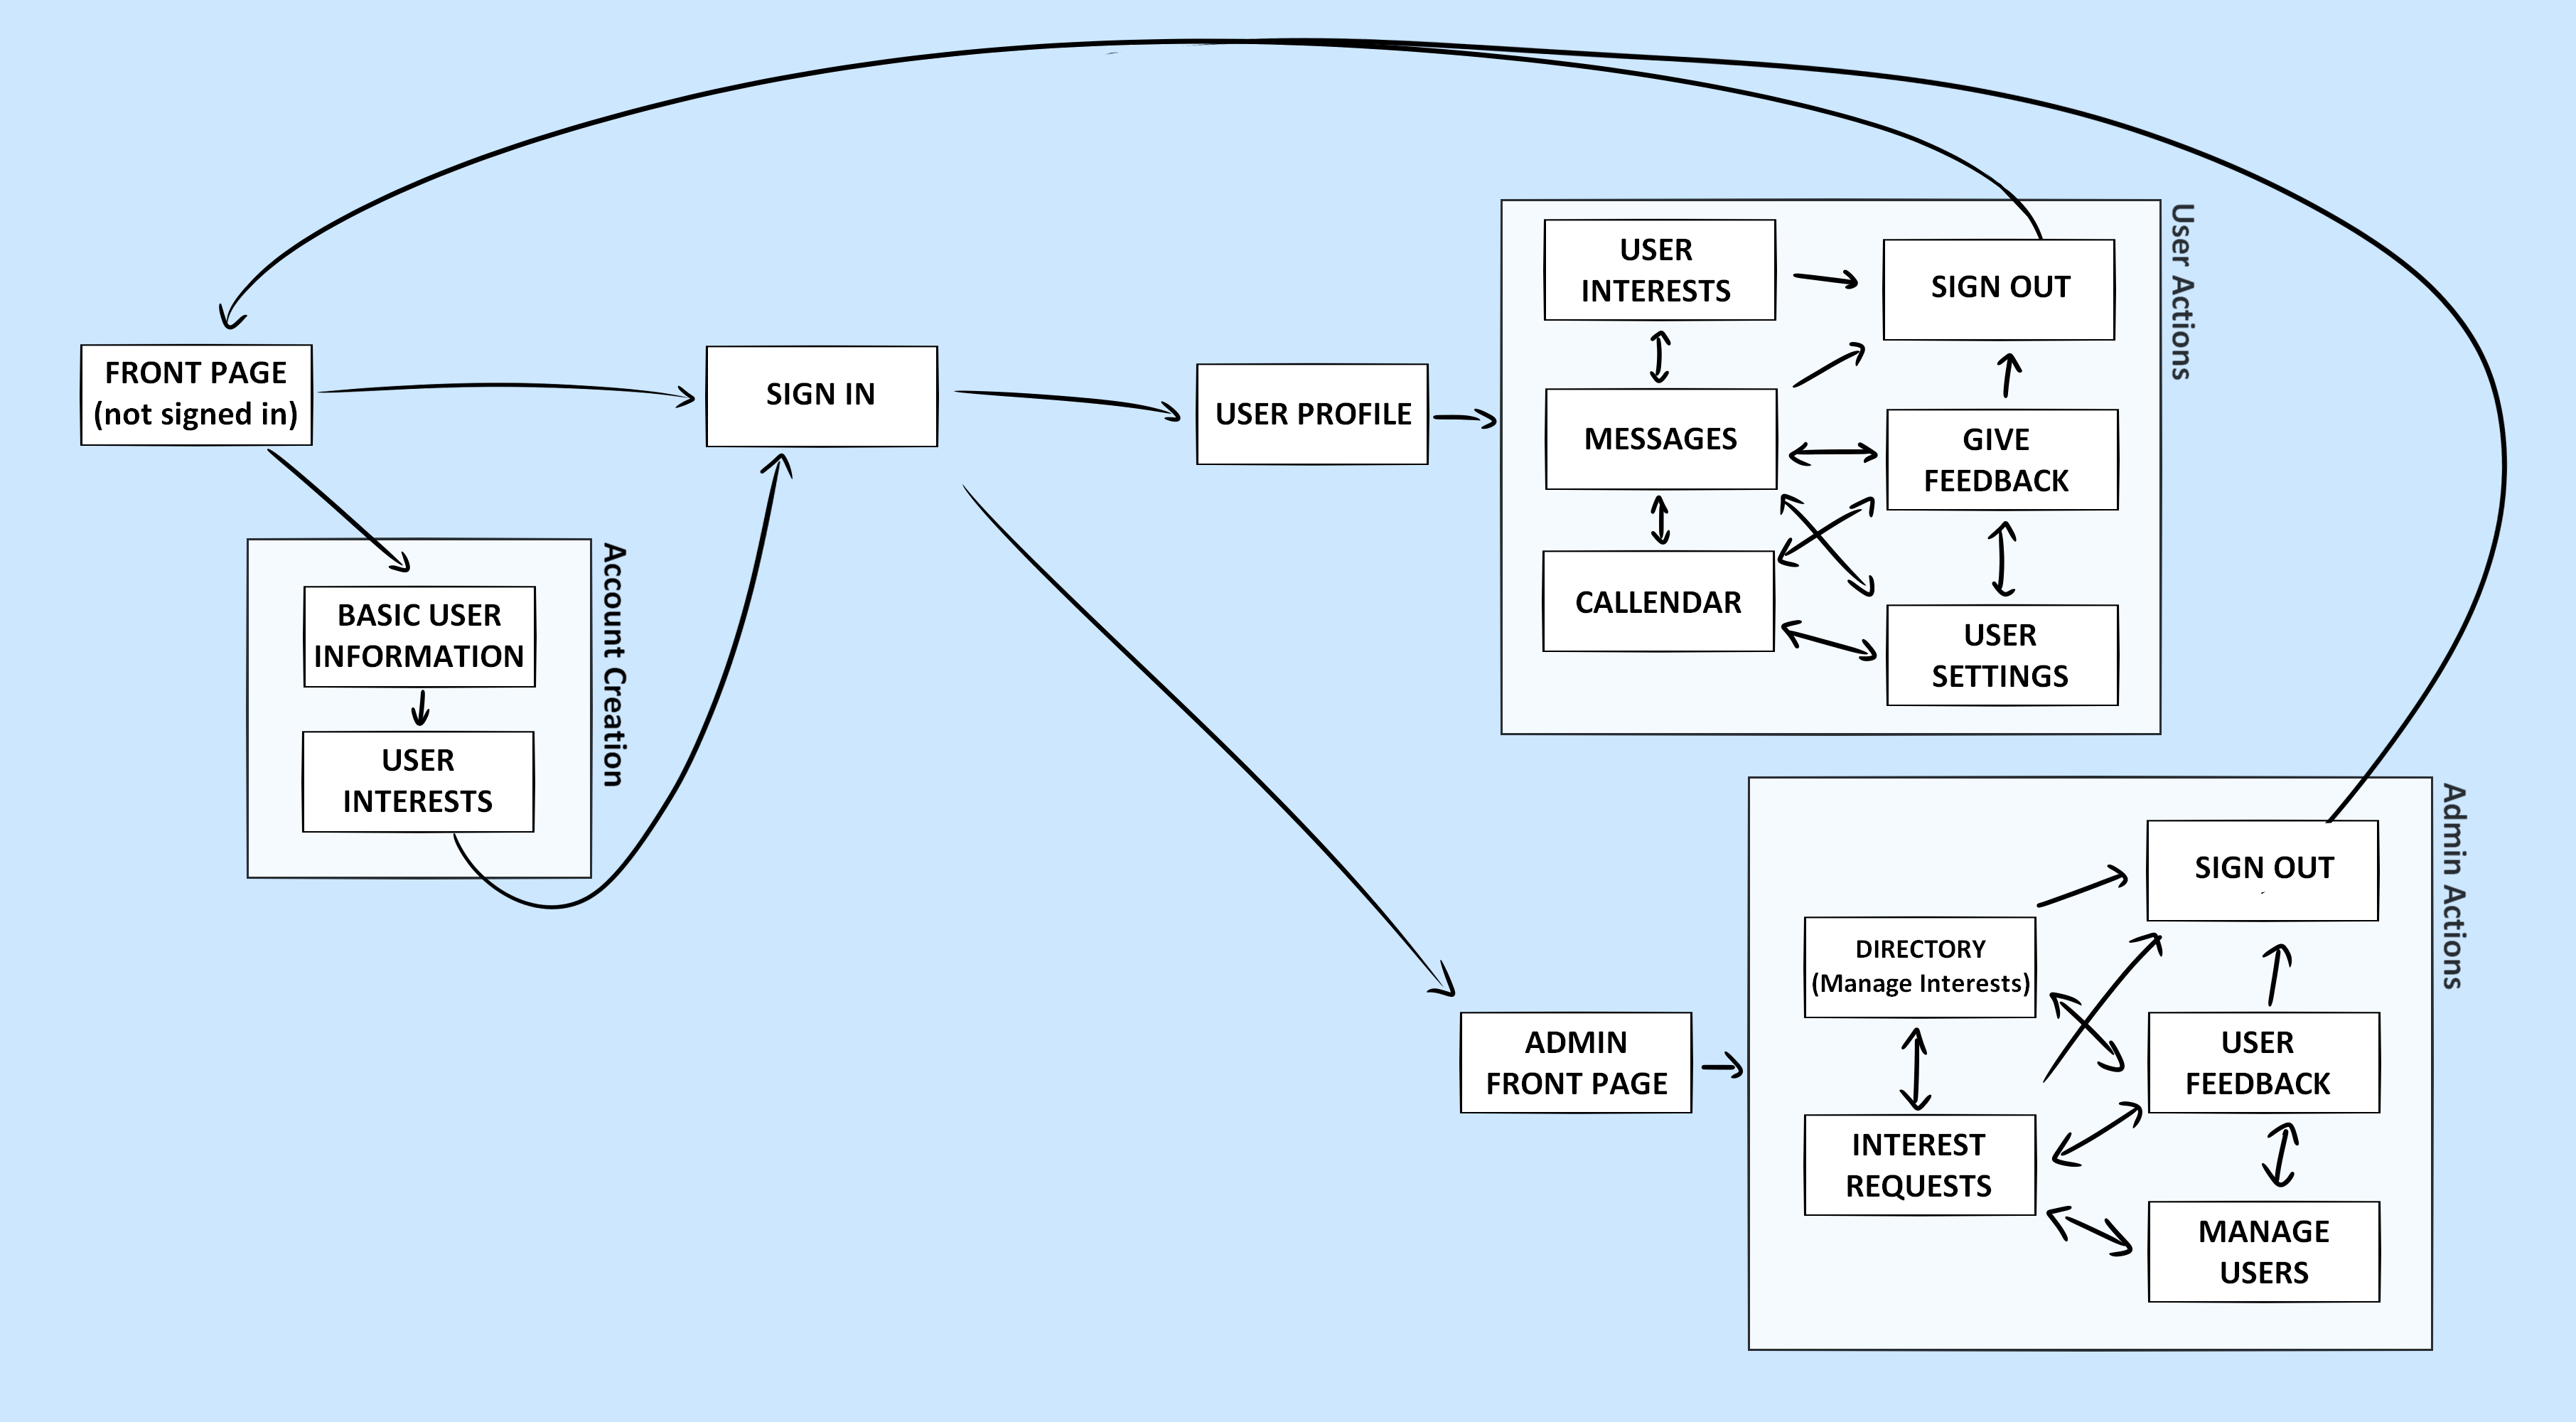 FRONT PAGE
(not signed in)
SIGN IN
USER PROFILE
BASIC USER
INFORMATION
USER
INTERESTS
Account Creation
USER
INTERESTS
SIGN OUT
MESSAGES
GIVE
FEEDBACK
CALLENDAR
USER
SETTINGS
User Actions
ADMIN
FRONT PAGE
SIGN OUT
DIRECTORY
(Manage Interests)
USER
FEEDBACK
INTEREST
REQUESTS
MANAGE
USERS
Admin Actions